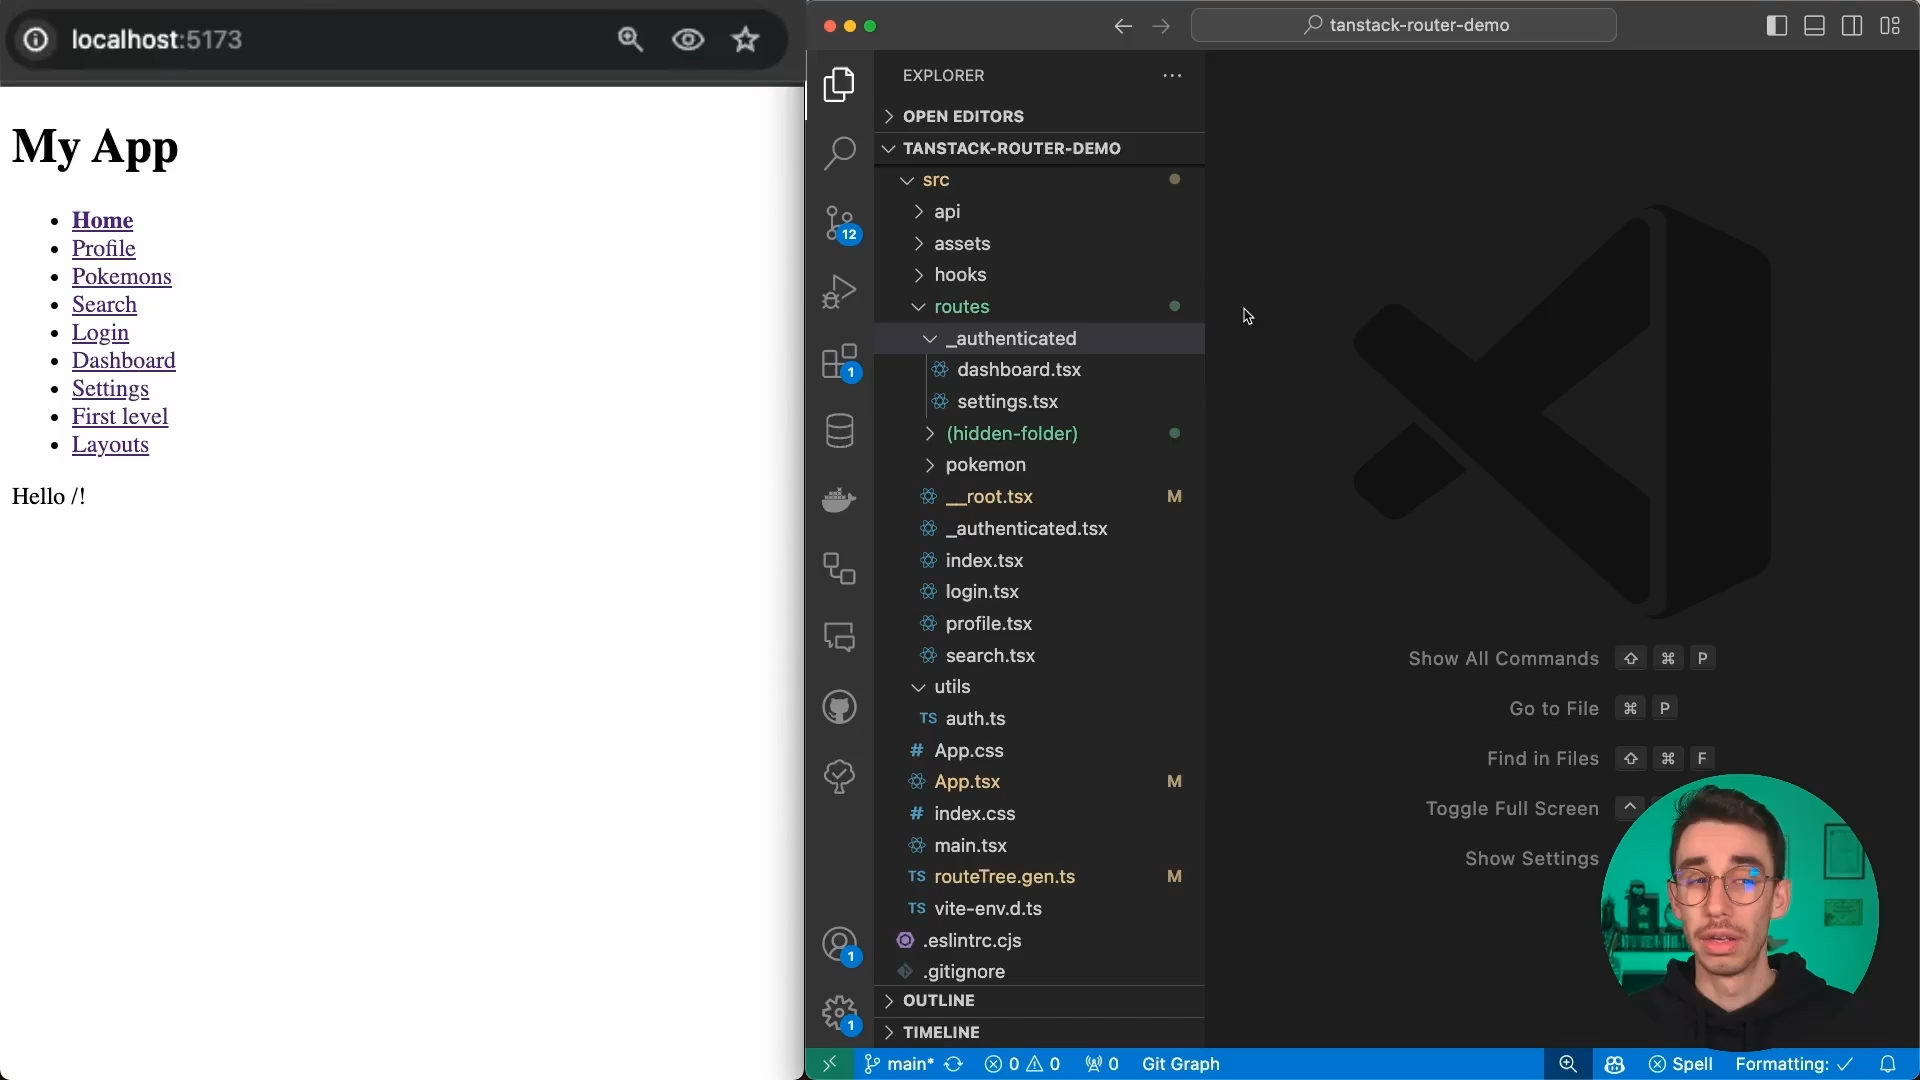 localhost:5173
My App
Home
Profile
Pokemons
Search
Login
Dashboard
Settings
First level
Layouts
Hello /!
tanstack-router-demo
EXPLORER
OPEN EDITORS
TANSTACK-ROUTER-DEMO
src
api
assets
hooks
routes
_authenticated
dashboard.tsx
settings.tsx
(hidden-folder)
pokemon
__root.tsx M
_authenticated.tsx
index.tsx
login.tsx
profile.tsx
search.tsx
utils
TS auth.ts
# App.css
App.tsx M
# index.css
main.tsx
TS routeTree.gen.ts M
TS vite-env.d.ts
.eslintrc.cjs
.gitignore
OUTLINE
TIMELINE
12
1
1
1
Show All Commands ⇧ ⌘ P
Go to File ⌘ P
Find in Files ⇧ ⌘ F
Toggle Full Screen ^
Show Settings
main* 0 0 0 Git Graph Spell Formatting: ✓